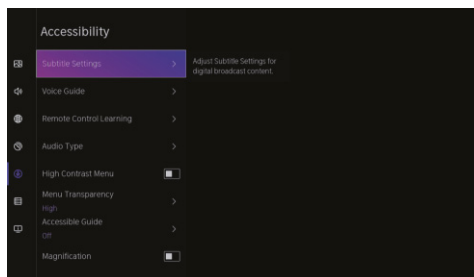 Accessibility
Subtitle Settings
Adjust Subtitle Settings for
digital broadcast content.
Voice Guide
Remote Control Learning
Audio Type
High Contrast Menu
Menu Transparency
High
Accessible Guide
Off
Magnification